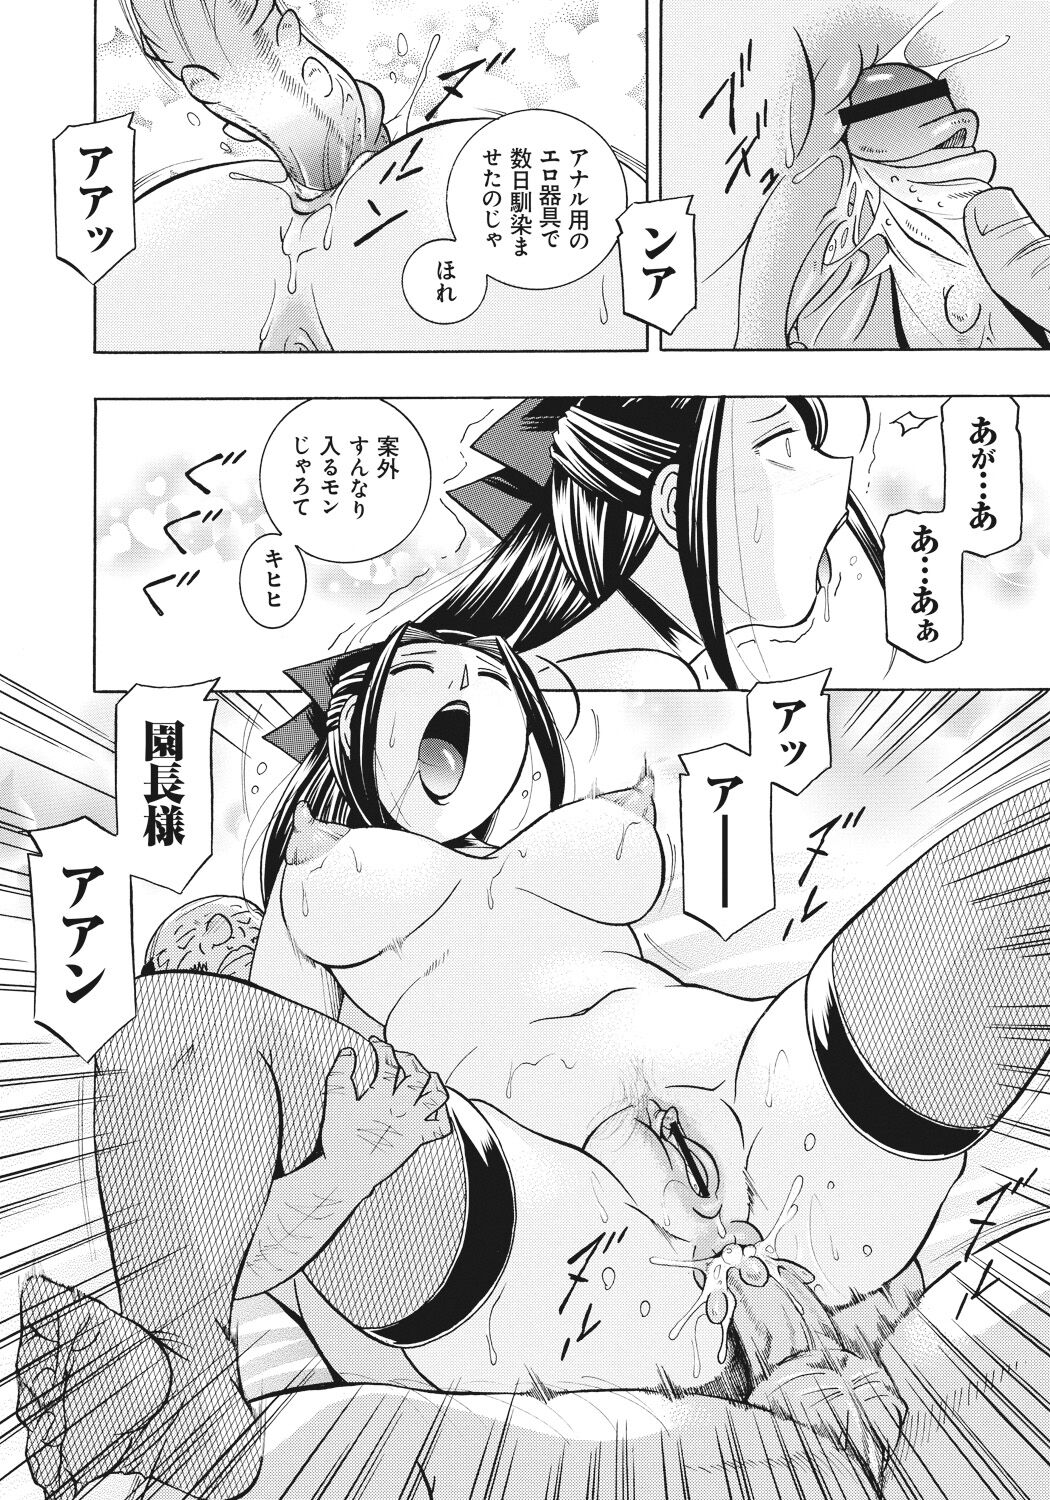 ンア
アナル用の
エロ器具で
数日馴染ま
せたのじゃ
ほれ
アアッ
あが…あ
あ…あぁ
案外
すんなり
入るモン
じゃろて
キヒヒ
アッ
アー
園長様
アアン